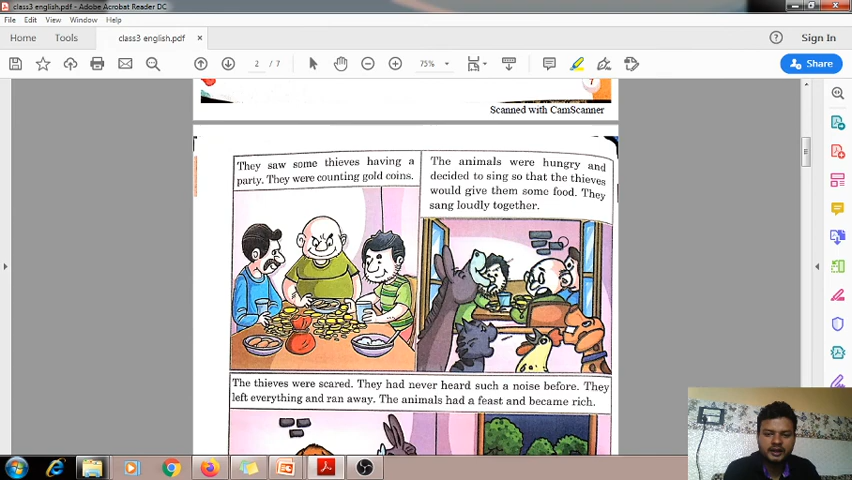 class3 english.pdf - Adobe Acrobat Reader DC
File Edit View Window Help
Home Tools class3 english.pdf × Sign In
2 / 7 75% Share
7
Scanned with CamScanner
They saw some thieves having a
party. They were counting gold coins.
The animals were hungry and
decided to sing so that the thieves
would give them some food. They
sang loudly together.
The thieves were scared. They had never heard such a noise before. They
left everything and ran away. The animals had a feast and became rich.